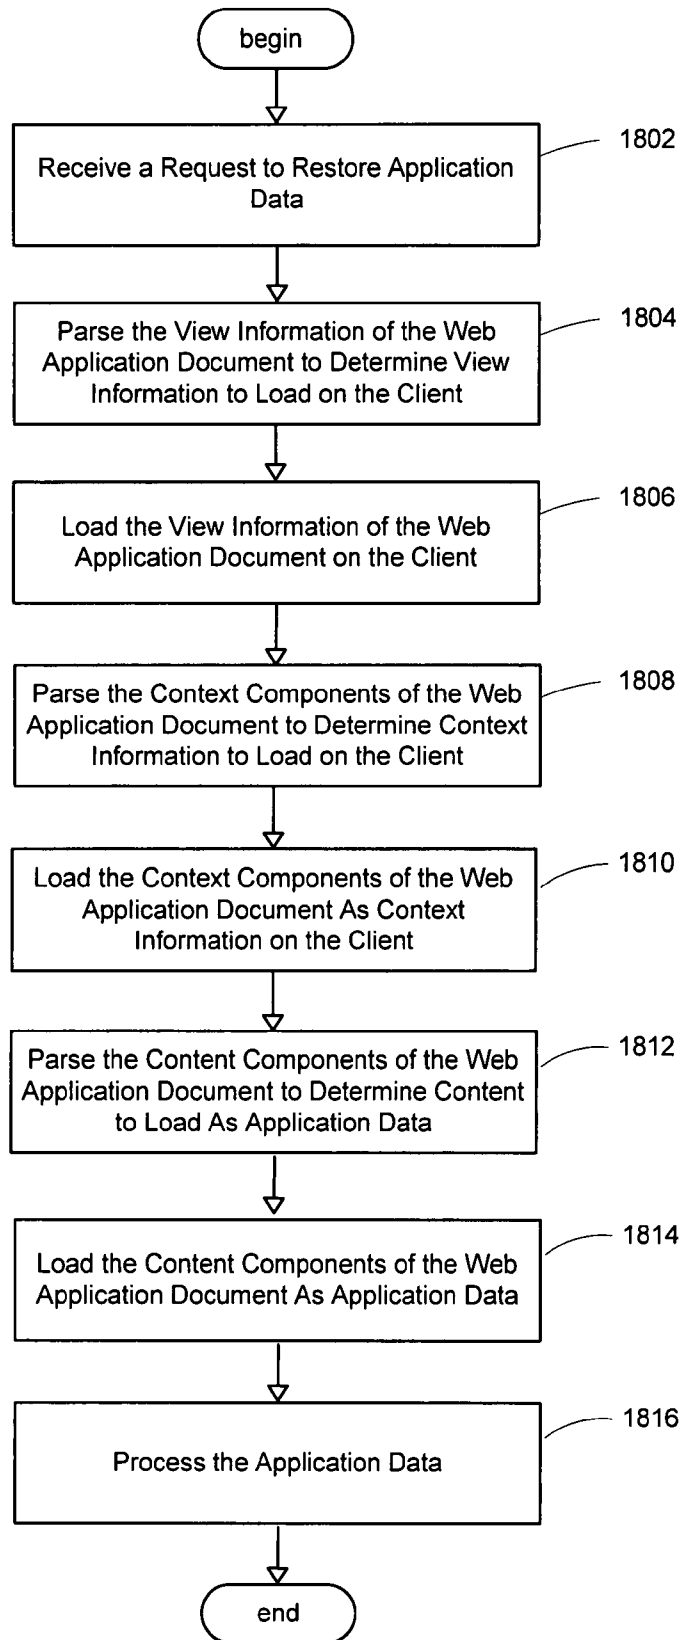 begin
1802
Receive a Request to Restore Application
Data
1804
Parse the View Information of the Web
Application Document to Determine View
Information to Load on the Client
1806
Load the View Information of the Web
Application Document on the Client
1808
Parse the Context Components of the Web
Application Document to Determine Context
Information to Load on the Client
1810
Load the Context Components of the Web
Application Document As Context
Information on the Client
1812
Parse the Content Components of the Web
Application Document to Determine Content
to Load As Application Data
1814
Load the Content Components of the Web
Application Document As Application Data
1816
Process the Application Data
end